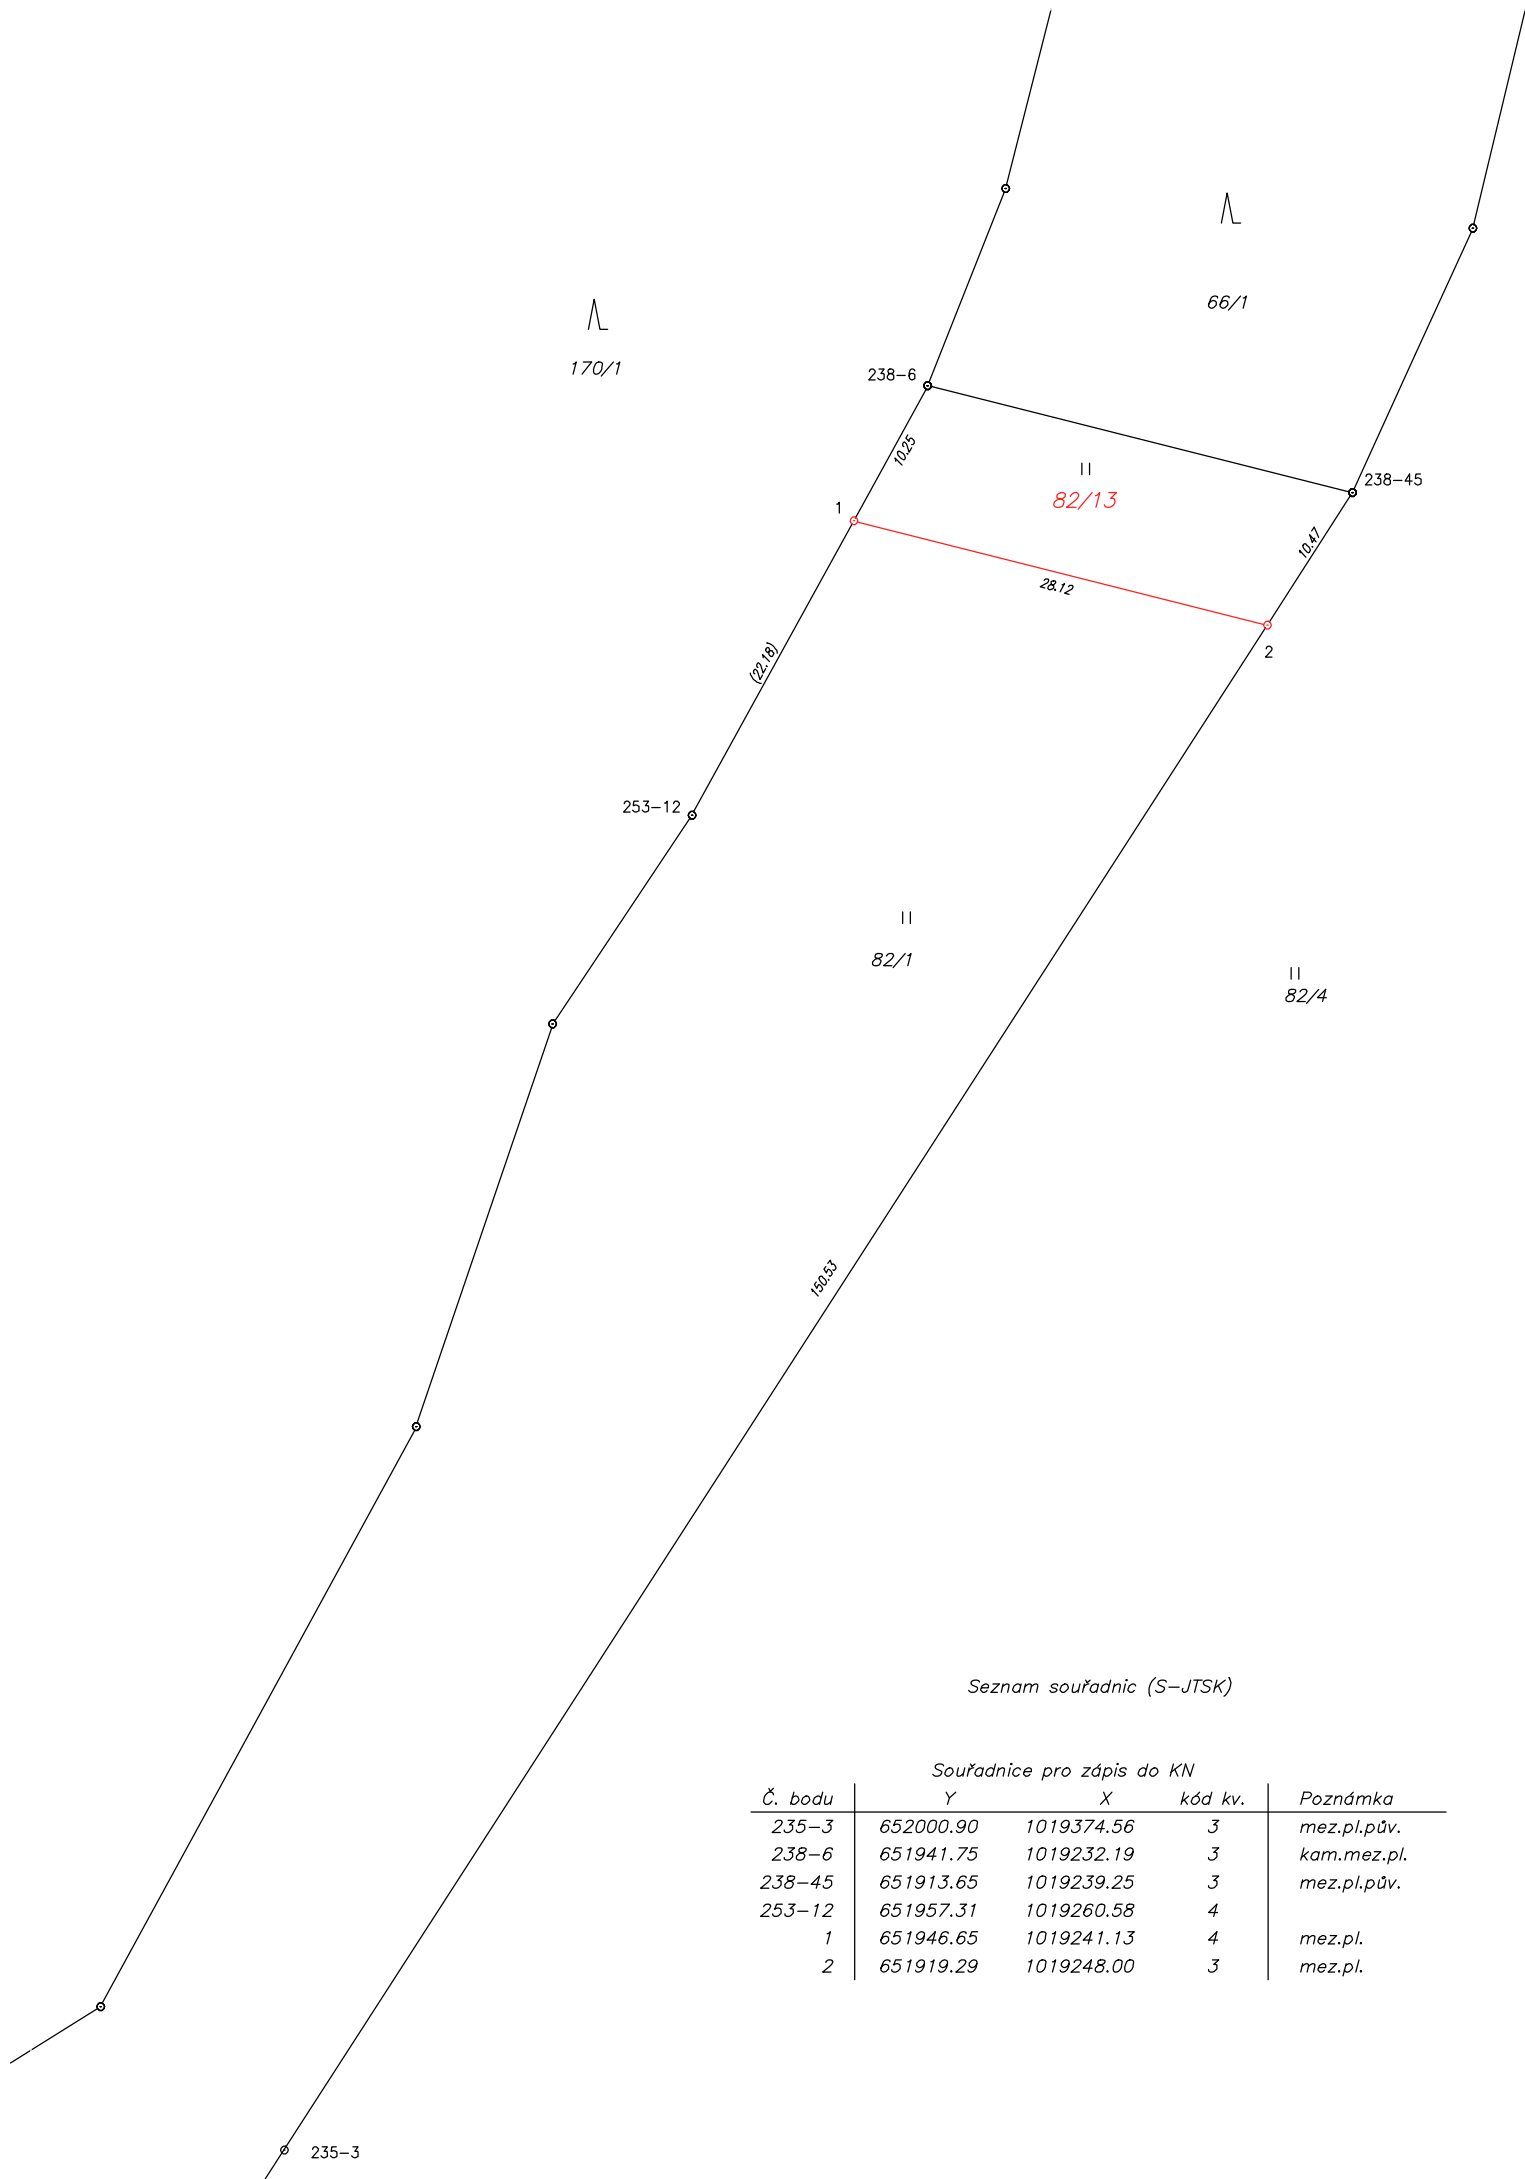 66/1
170/1
238-6
10.25
82/13
238-45
1
10.47
28.12
2
(22.18)
253-12
82/1
82/4
150.53
Seznam souřadnic (S-JTSK)
Souřadnice pro zápis do KN
Č. bodu Y X kód kv. Poznámka
235-3 652000.90 1019374.56 3 mez.pl.pův.
238-6 651941.75 1019232.19 3 kam.mez.pl.
238-45 651913.65 1019239.25 3 mez.pl.pův.
253-12 651957.31 1019260.58 4
1 651946.65 1019241.13 4 mez.pl.
2 651919.29 1019248.00 3 mez.pl.
235-3